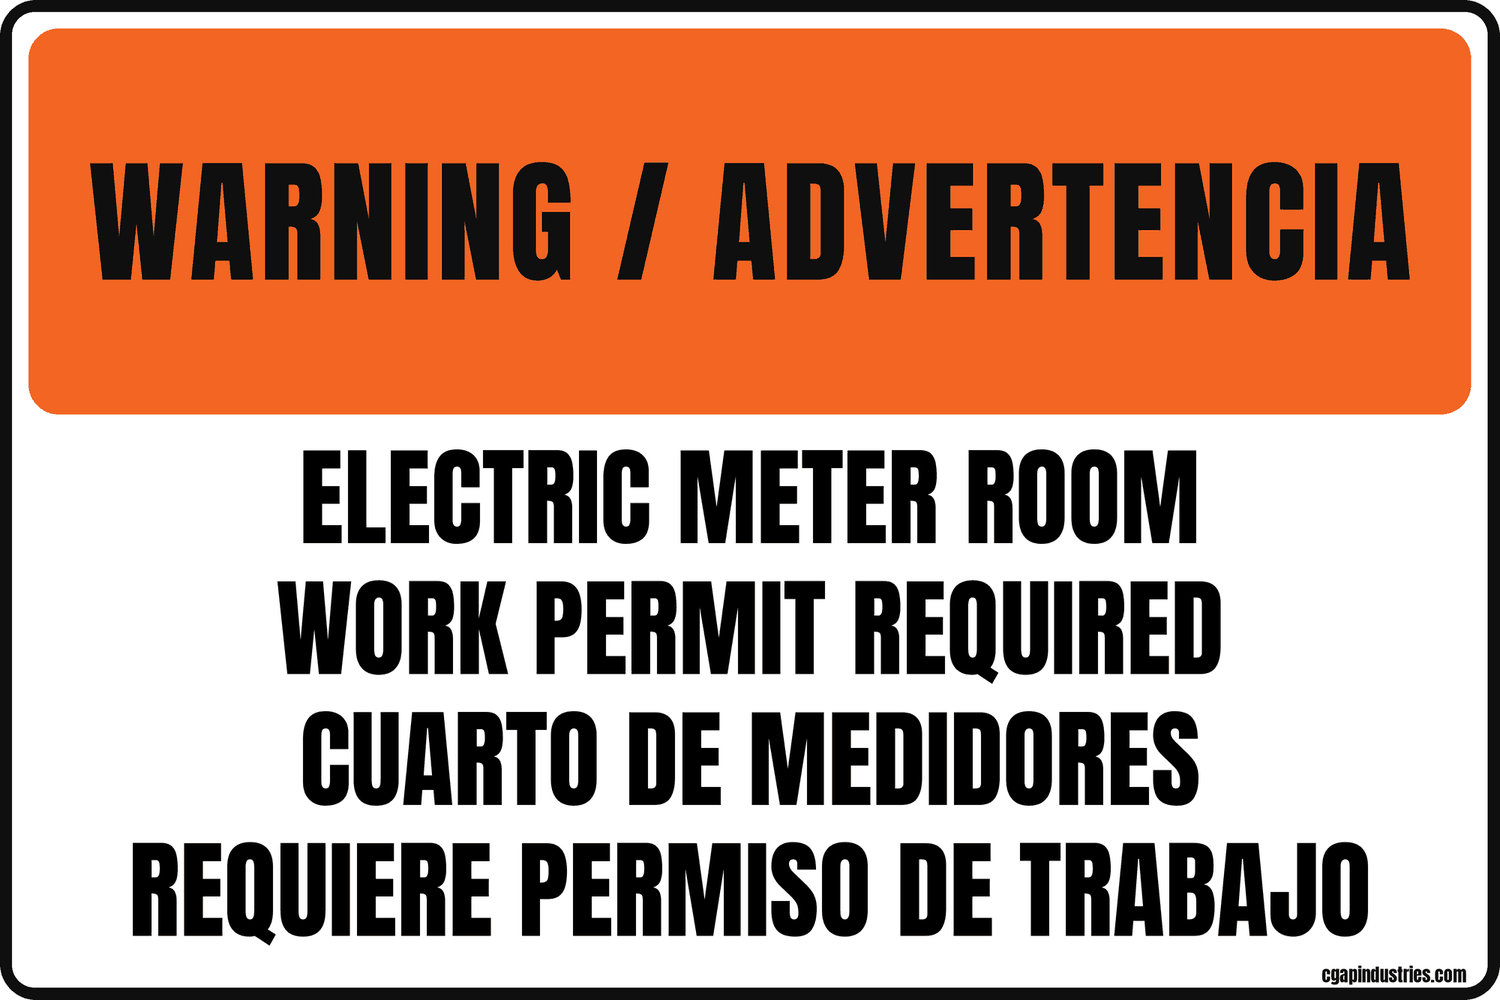 WARNING / ADVERTENCIA
ELECTRIC METER ROOM
WORK PERMIT REQUIRED
CUARTO DE MEDIDORES
REQUIERE PERMISO DE TRABAJO
cgapindustries.com